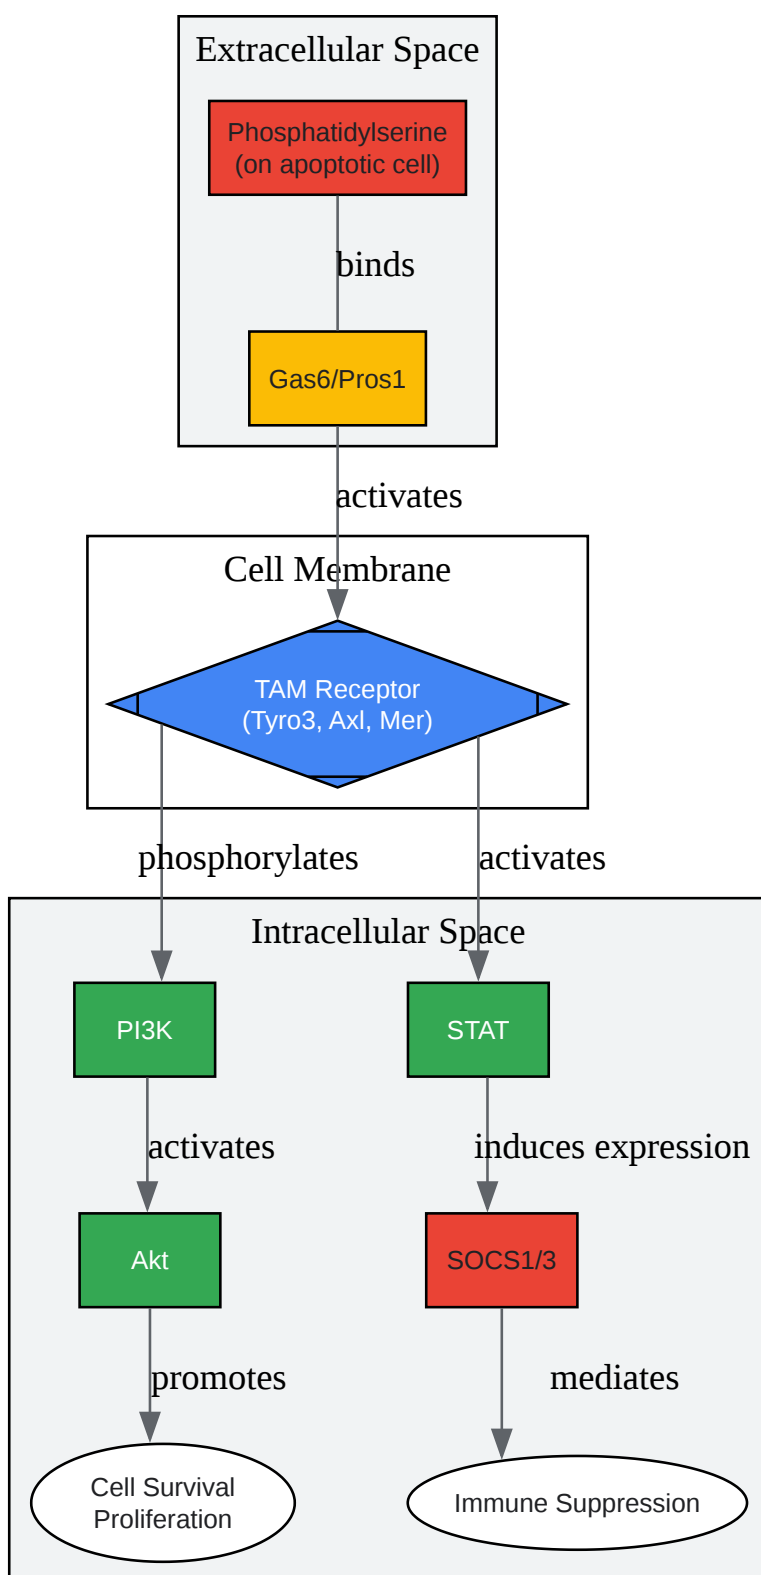 Extracellular Space
Phosphatidylserine
(on apoptotic cell)
binds
Gas6/Pros1
activates
Cell Membrane
TAM Receptor
(Tyro3, Axl, Mer)
phosphorylates
activates
Intracellular Space
PI3K
STAT
activates
induces expression
Akt
SOCS1/3
promotes
mediates
Cell Survival
Proliferation
Immune Suppression